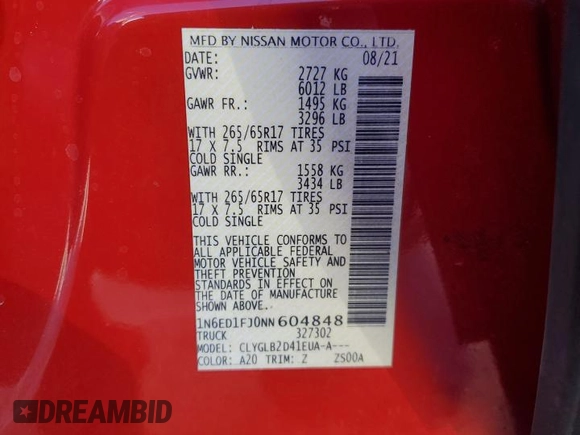 MFD BY NISSAN MOTOR CO., LTD.
DATE: 08/21
GVWR: 2727 KG
6012 LB
GAWR FR.: 1495 KG
3296 LB
WITH 265/65R17 TIRES
17 X 7.5 RIMS AT 35 PSI
COLD SINGLE
GAWR RR.: 1558 KG
3434 LB
WITH 265/65R17 TIRES
17 X 7.5 RIMS AT 35 PSI
COLD SINGLE
THIS VEHICLE CONFORMS TO
ALL APPLICABLE FEDERAL
MOTOR VEHICLE SAFETY AND
THEFT PREVENTION
STANDARDS IN EFFECT ON
THE DATE OF MANUFACTURE
SHOWN ABOVE.
1N6ED1FJ0NN604848
TRUCK 327302
MODEL: CLYGLB2D41EUA-A---
COLOR: A20 TRIM: Z ZS00A
DREAMBID